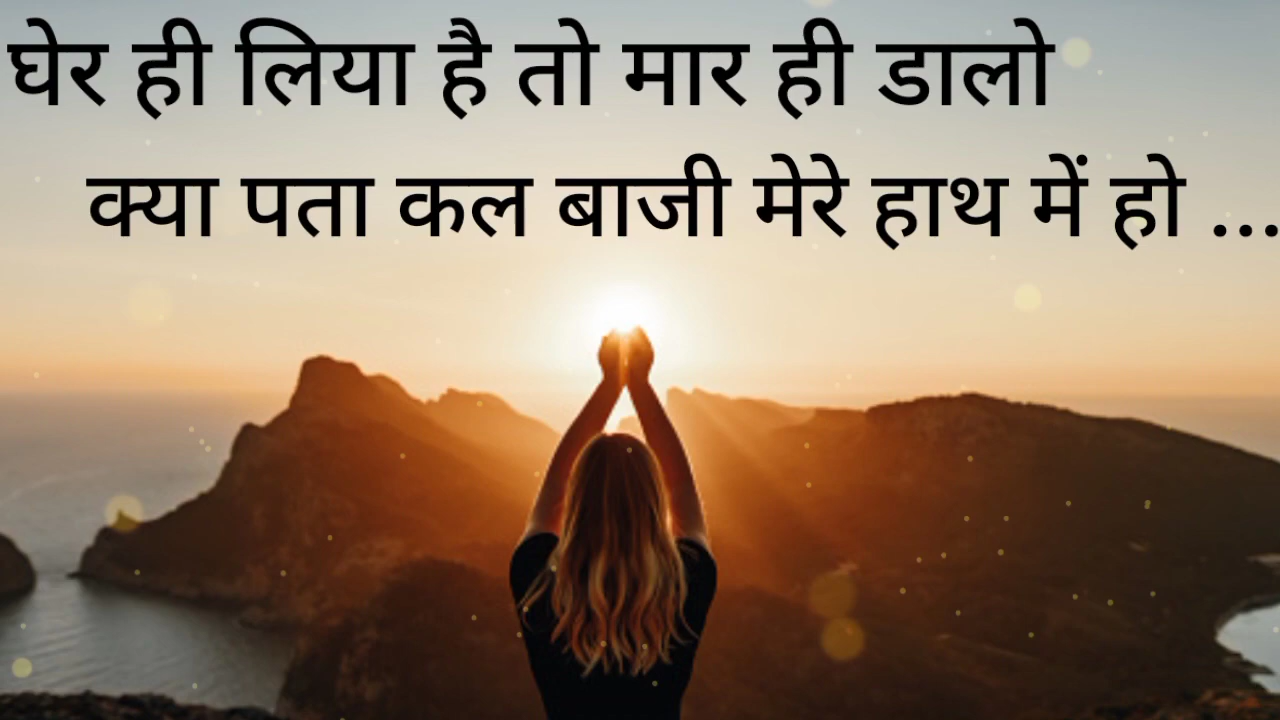 घेर ही लिया है तो मार ही डालो
क्या पता कल बाजी मेरे हाथ में हो ...